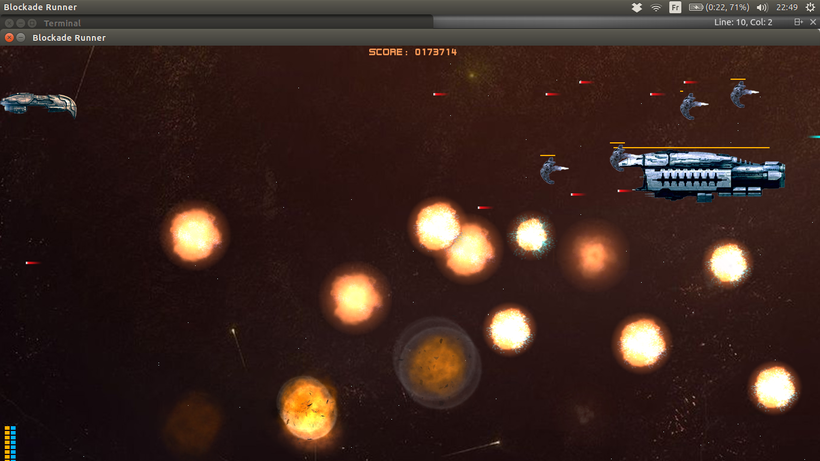 Blockade Runner
Fr
(0:22, 71%)
22:49
Terminal
Line: 10, Col: 2
Blockade Runner
SCORE: 0173714